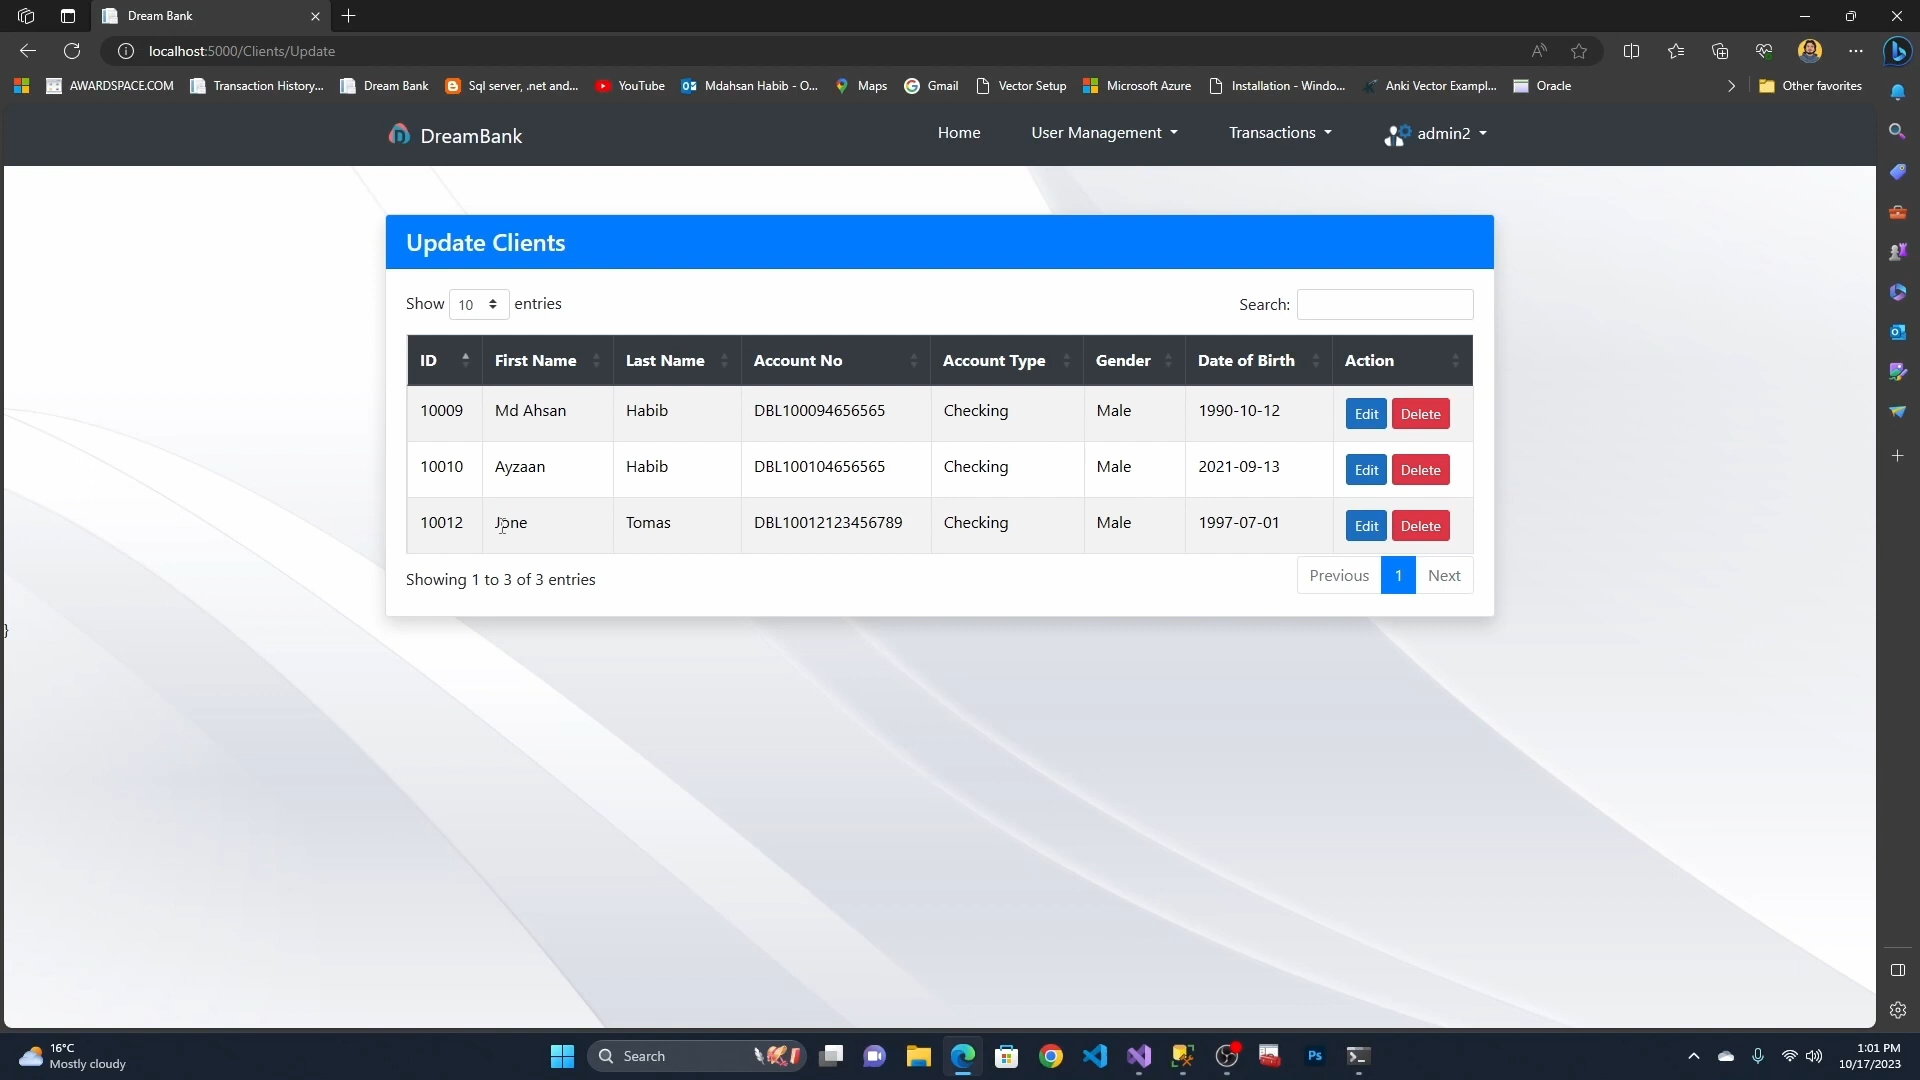 Dream Bank
localhost:5000/Clients/Update
AWARDSPACE.COM Transaction History... Dream Bank Sql server, .net and... YouTube Mdahsan Habib - O... Maps Gmail Vector Setup Microsoft Azure Installation - Windo... Anki Vector Exampl... Oracle Other favorites
DreamBank Home User Management Transactions admin2
Update Clients
Show 10 entries Search:
ID First Name Last Name Account No Account Type Gender Date of Birth Action
10009 Md Ahsan Habib DBL100094656565 Checking Male 1990-10-12 Edit Delete
10010 Ayzaan Habib DBL100104656565 Checking Male 2021-09-13 Edit Delete
10012 Tomas DBL10012123456789 Checking Male 1997-07-01 Edit Delete
Showing 1 to 3 of 3 entries Previous 1 Next
}
16°C
Mostly cloudy
Search
Ps
1:01 PM
10/17/2023